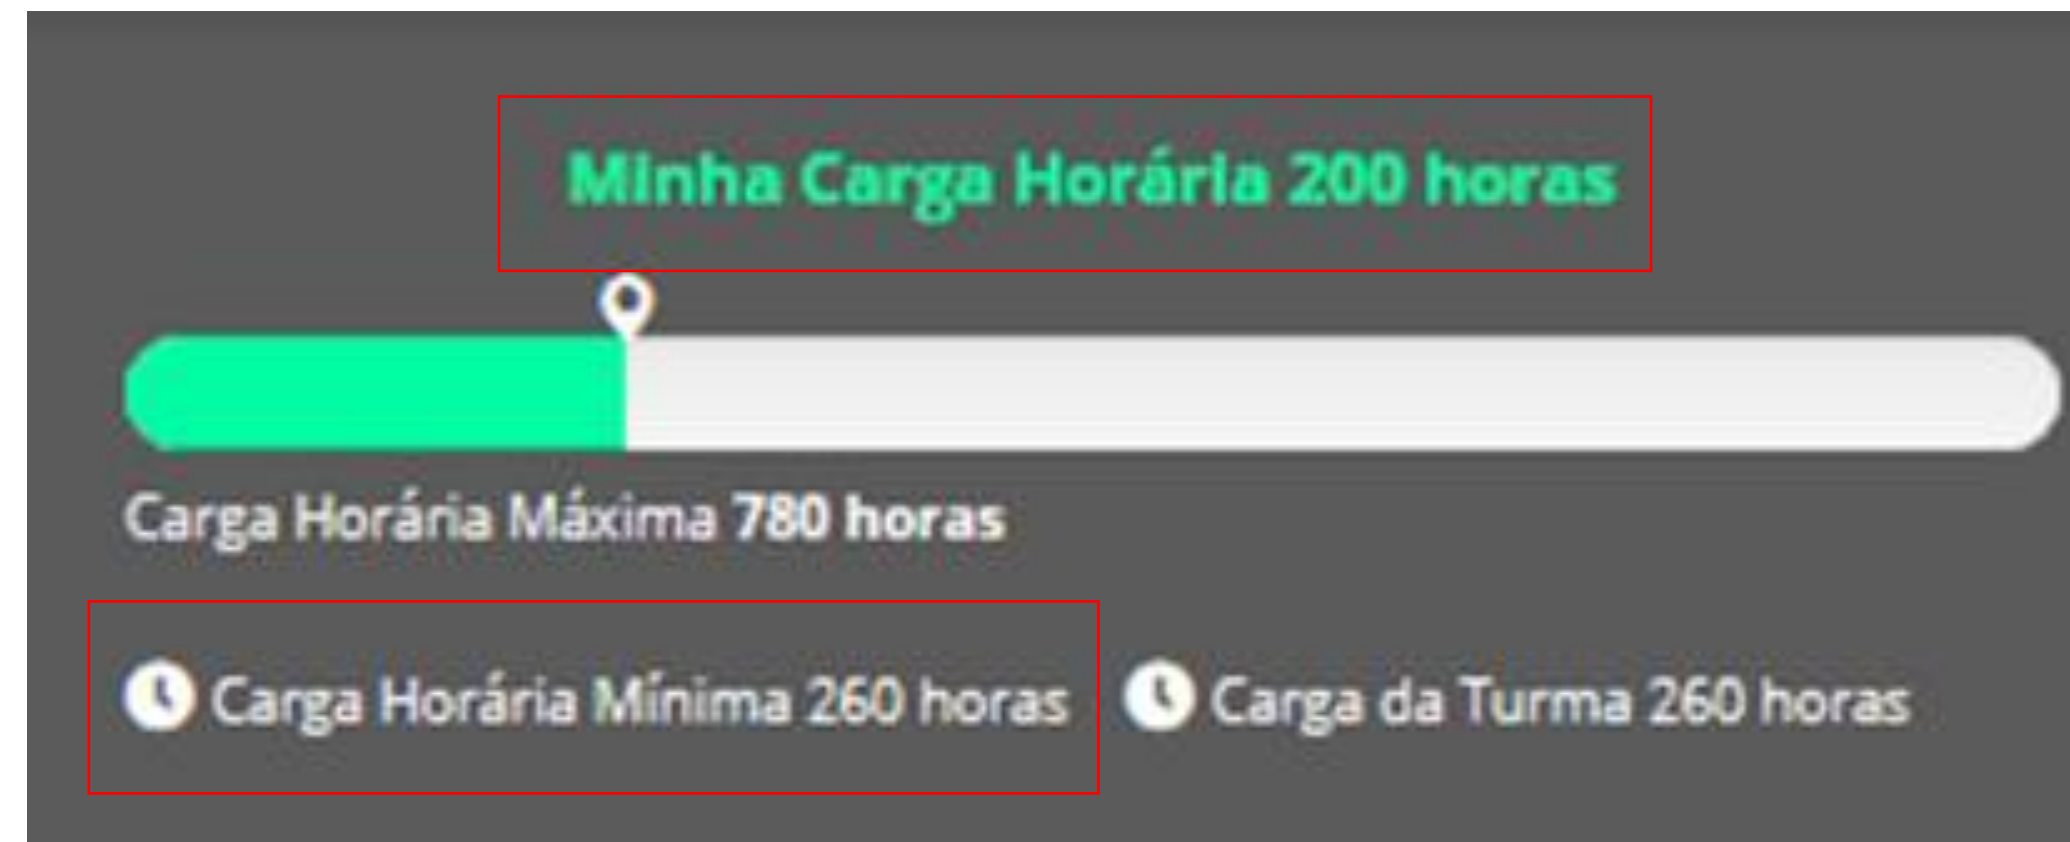 Minha Carga Horária 200 horas
Carga Horária Máxima 780 horas
Carga Horária Mínima 260 horas
Carga da Turma 260 horas